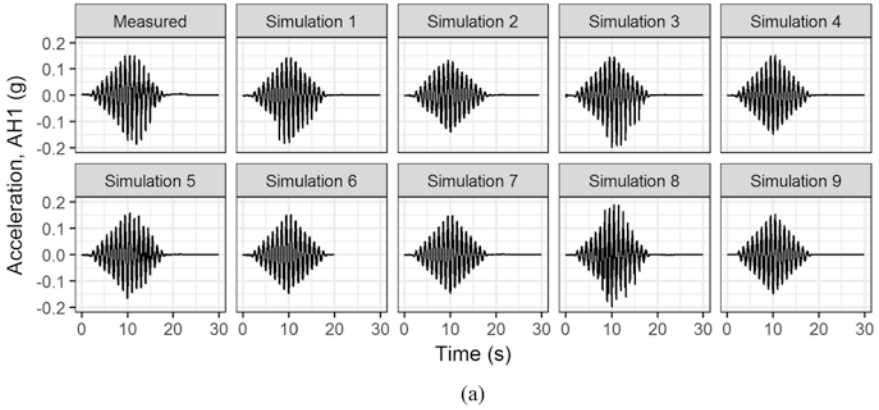 Measured Simulation 1 Simulation 2 Simulation 3 Simulation 4
0.2
0.1
0.0
-0.1
-0.2
Simulation 5 Simulation 6 Simulation 7 Simulation 8 Simulation 9
0.2
0.1
0.0
-0.1
-0.2
Acceleration, AH1 (g)
0 10 20 30 0 10 20 30 0 10 20 30 0 10 20 30 0 10 20 30
Time (s)
(a)